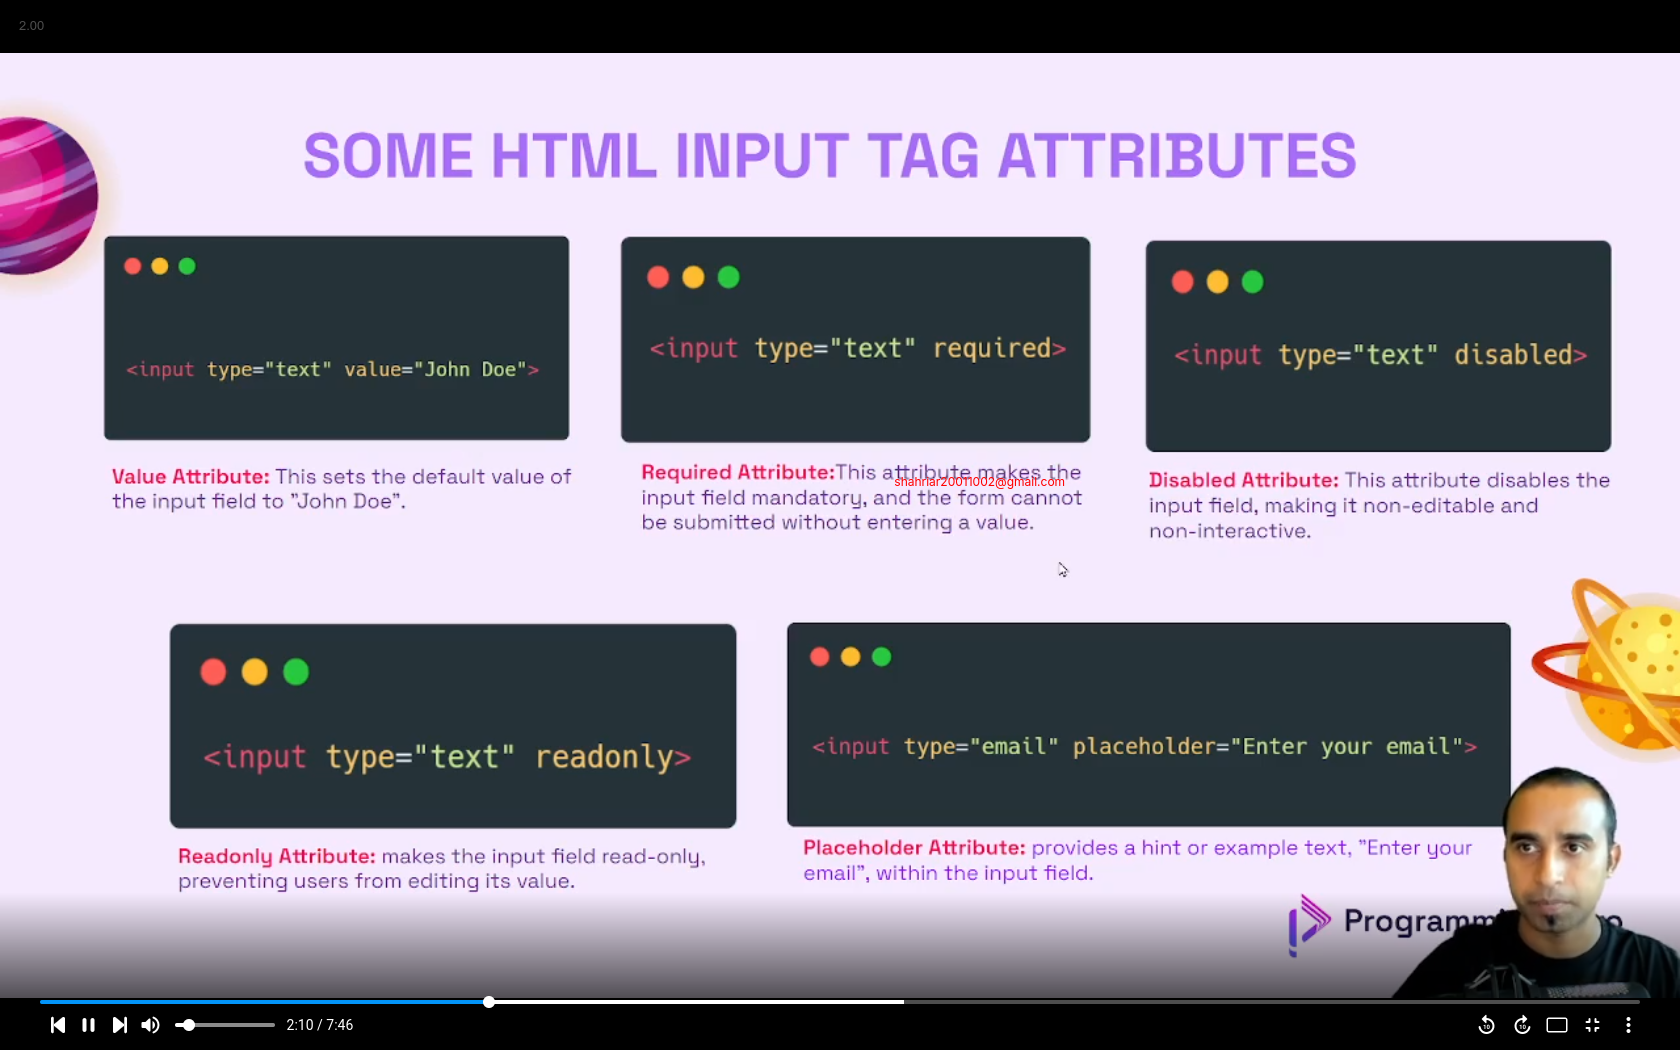 2.00
SOME HTML INPUT TAG ATTRIBUTES
<input type="text" value="John Doe">
Value Attribute: This sets the default value of
the input field to ”John Doe”.
<input type="text" required>
Required Attribute:This attribute makes the
shahriar20011002@gmail.com
input field mandatory, and the form cannot
be submitted without entering a value.
<input type="text" disabled>
Disabled Attribute: This attribute disables the
input field, making it non-editable and
non-interactive.
<input type="text" readonly>
Readonly Attribute: makes the input field read-only,
preventing users from editing its value.
<input type="email" placeholder="Enter your email">
Placeholder Attribute: provides a hint or example text, ”Enter your
email”, within the input field.
2:10 / 7:46
10
10